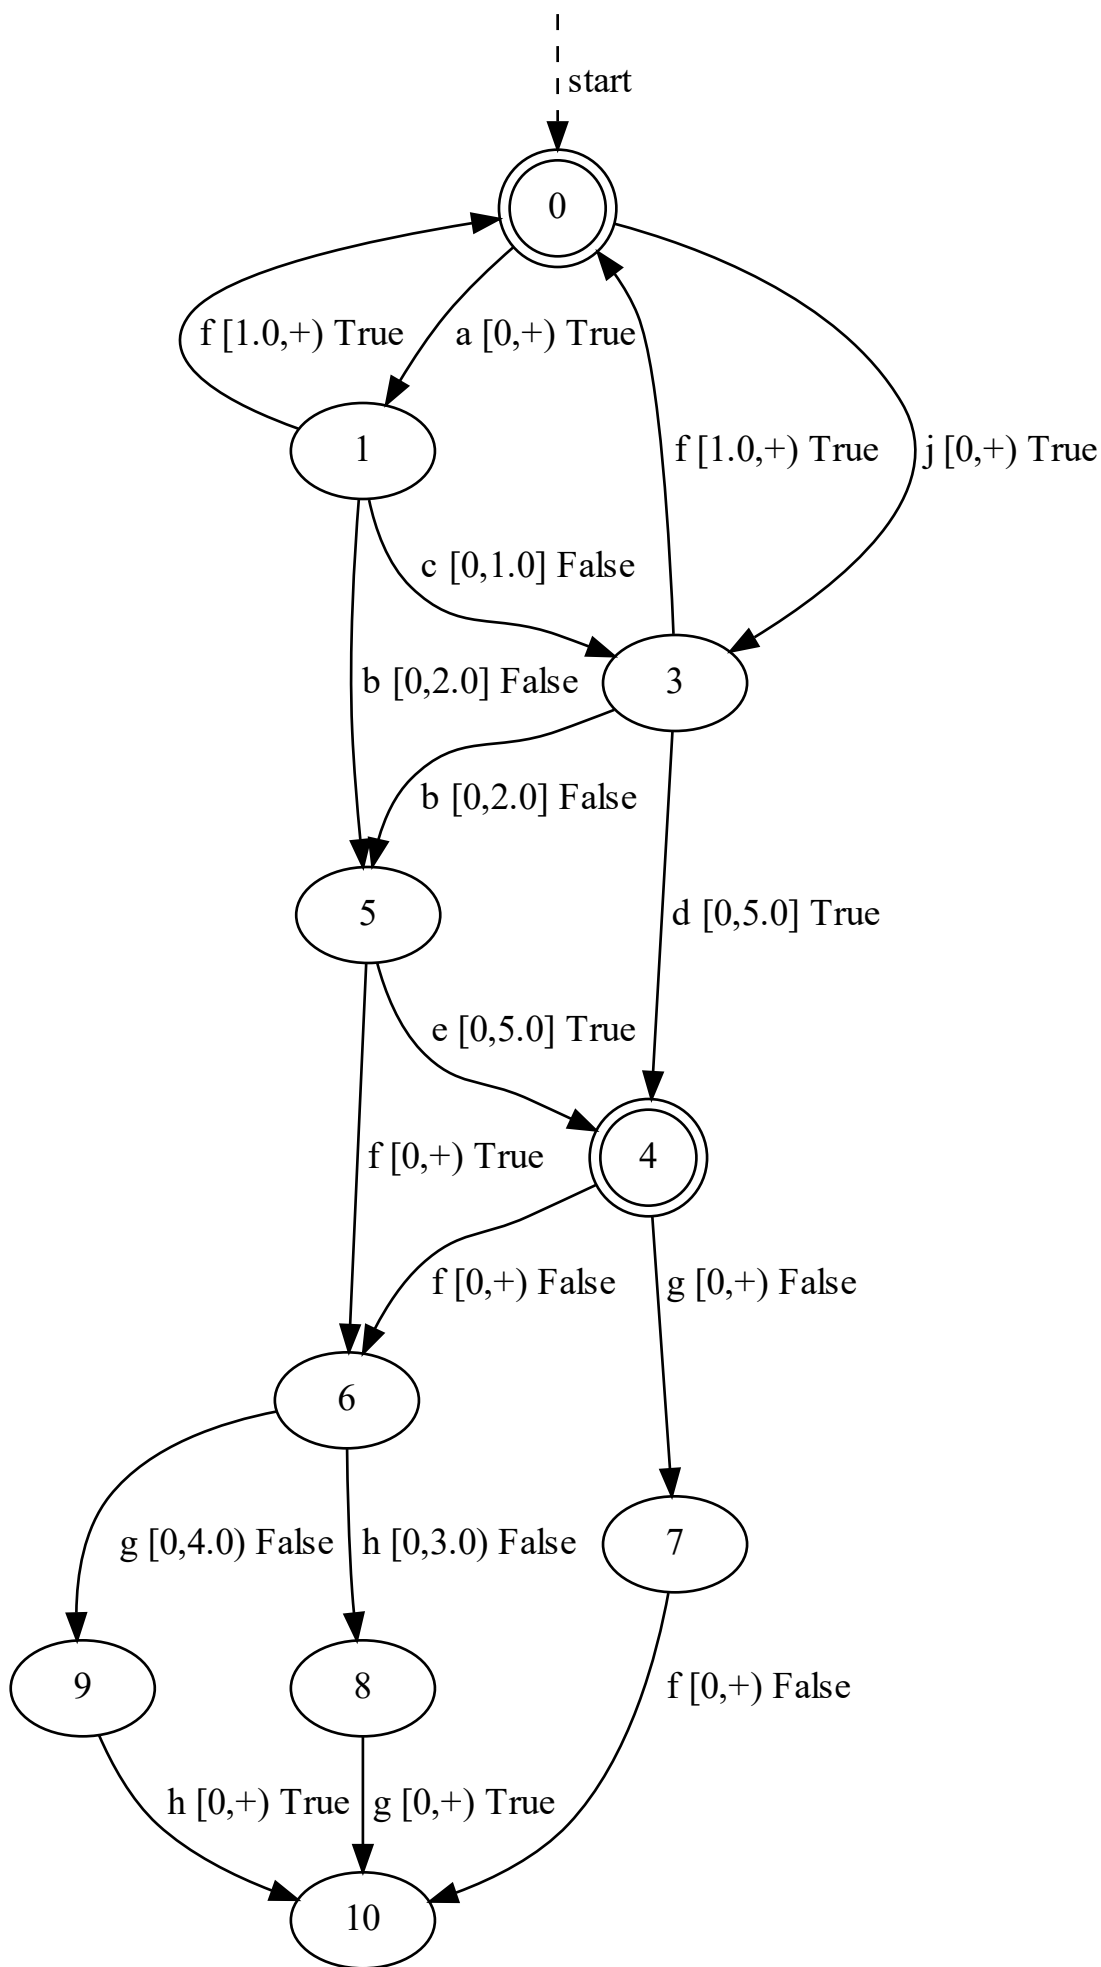 start
0
f [1.0,+) True
a [0,+) True
1
f [1.0,+) True
j [0,+) True
c [0,1.0] False
b [0,2.0] False
3
b [0,2.0] False
5
d [0,5.0] True
e [0,5.0] True
f [0,+) True
4
f [0,+) False
g [0,+) False
6
g [0,4.0) False
h [0,3.0) False
7
9
8
f [0,+) False
h [0,+) True
g [0,+) True
10